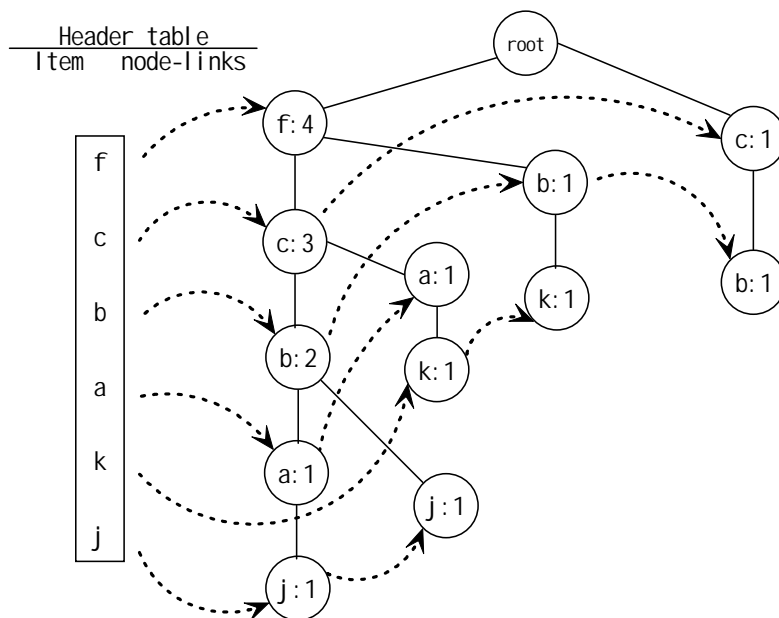 Header table
Item node-links
root
f:4
c:1
f
b:1
c
c:3
a:1
b:1
b
k:1
b:2
k:1
a
k
a:1
j:1
j
j:1